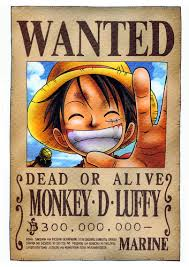 WANTED
DEAD OR ALIVE
MONKEY·D·LUFFY
฿300,000,000-
MARINE